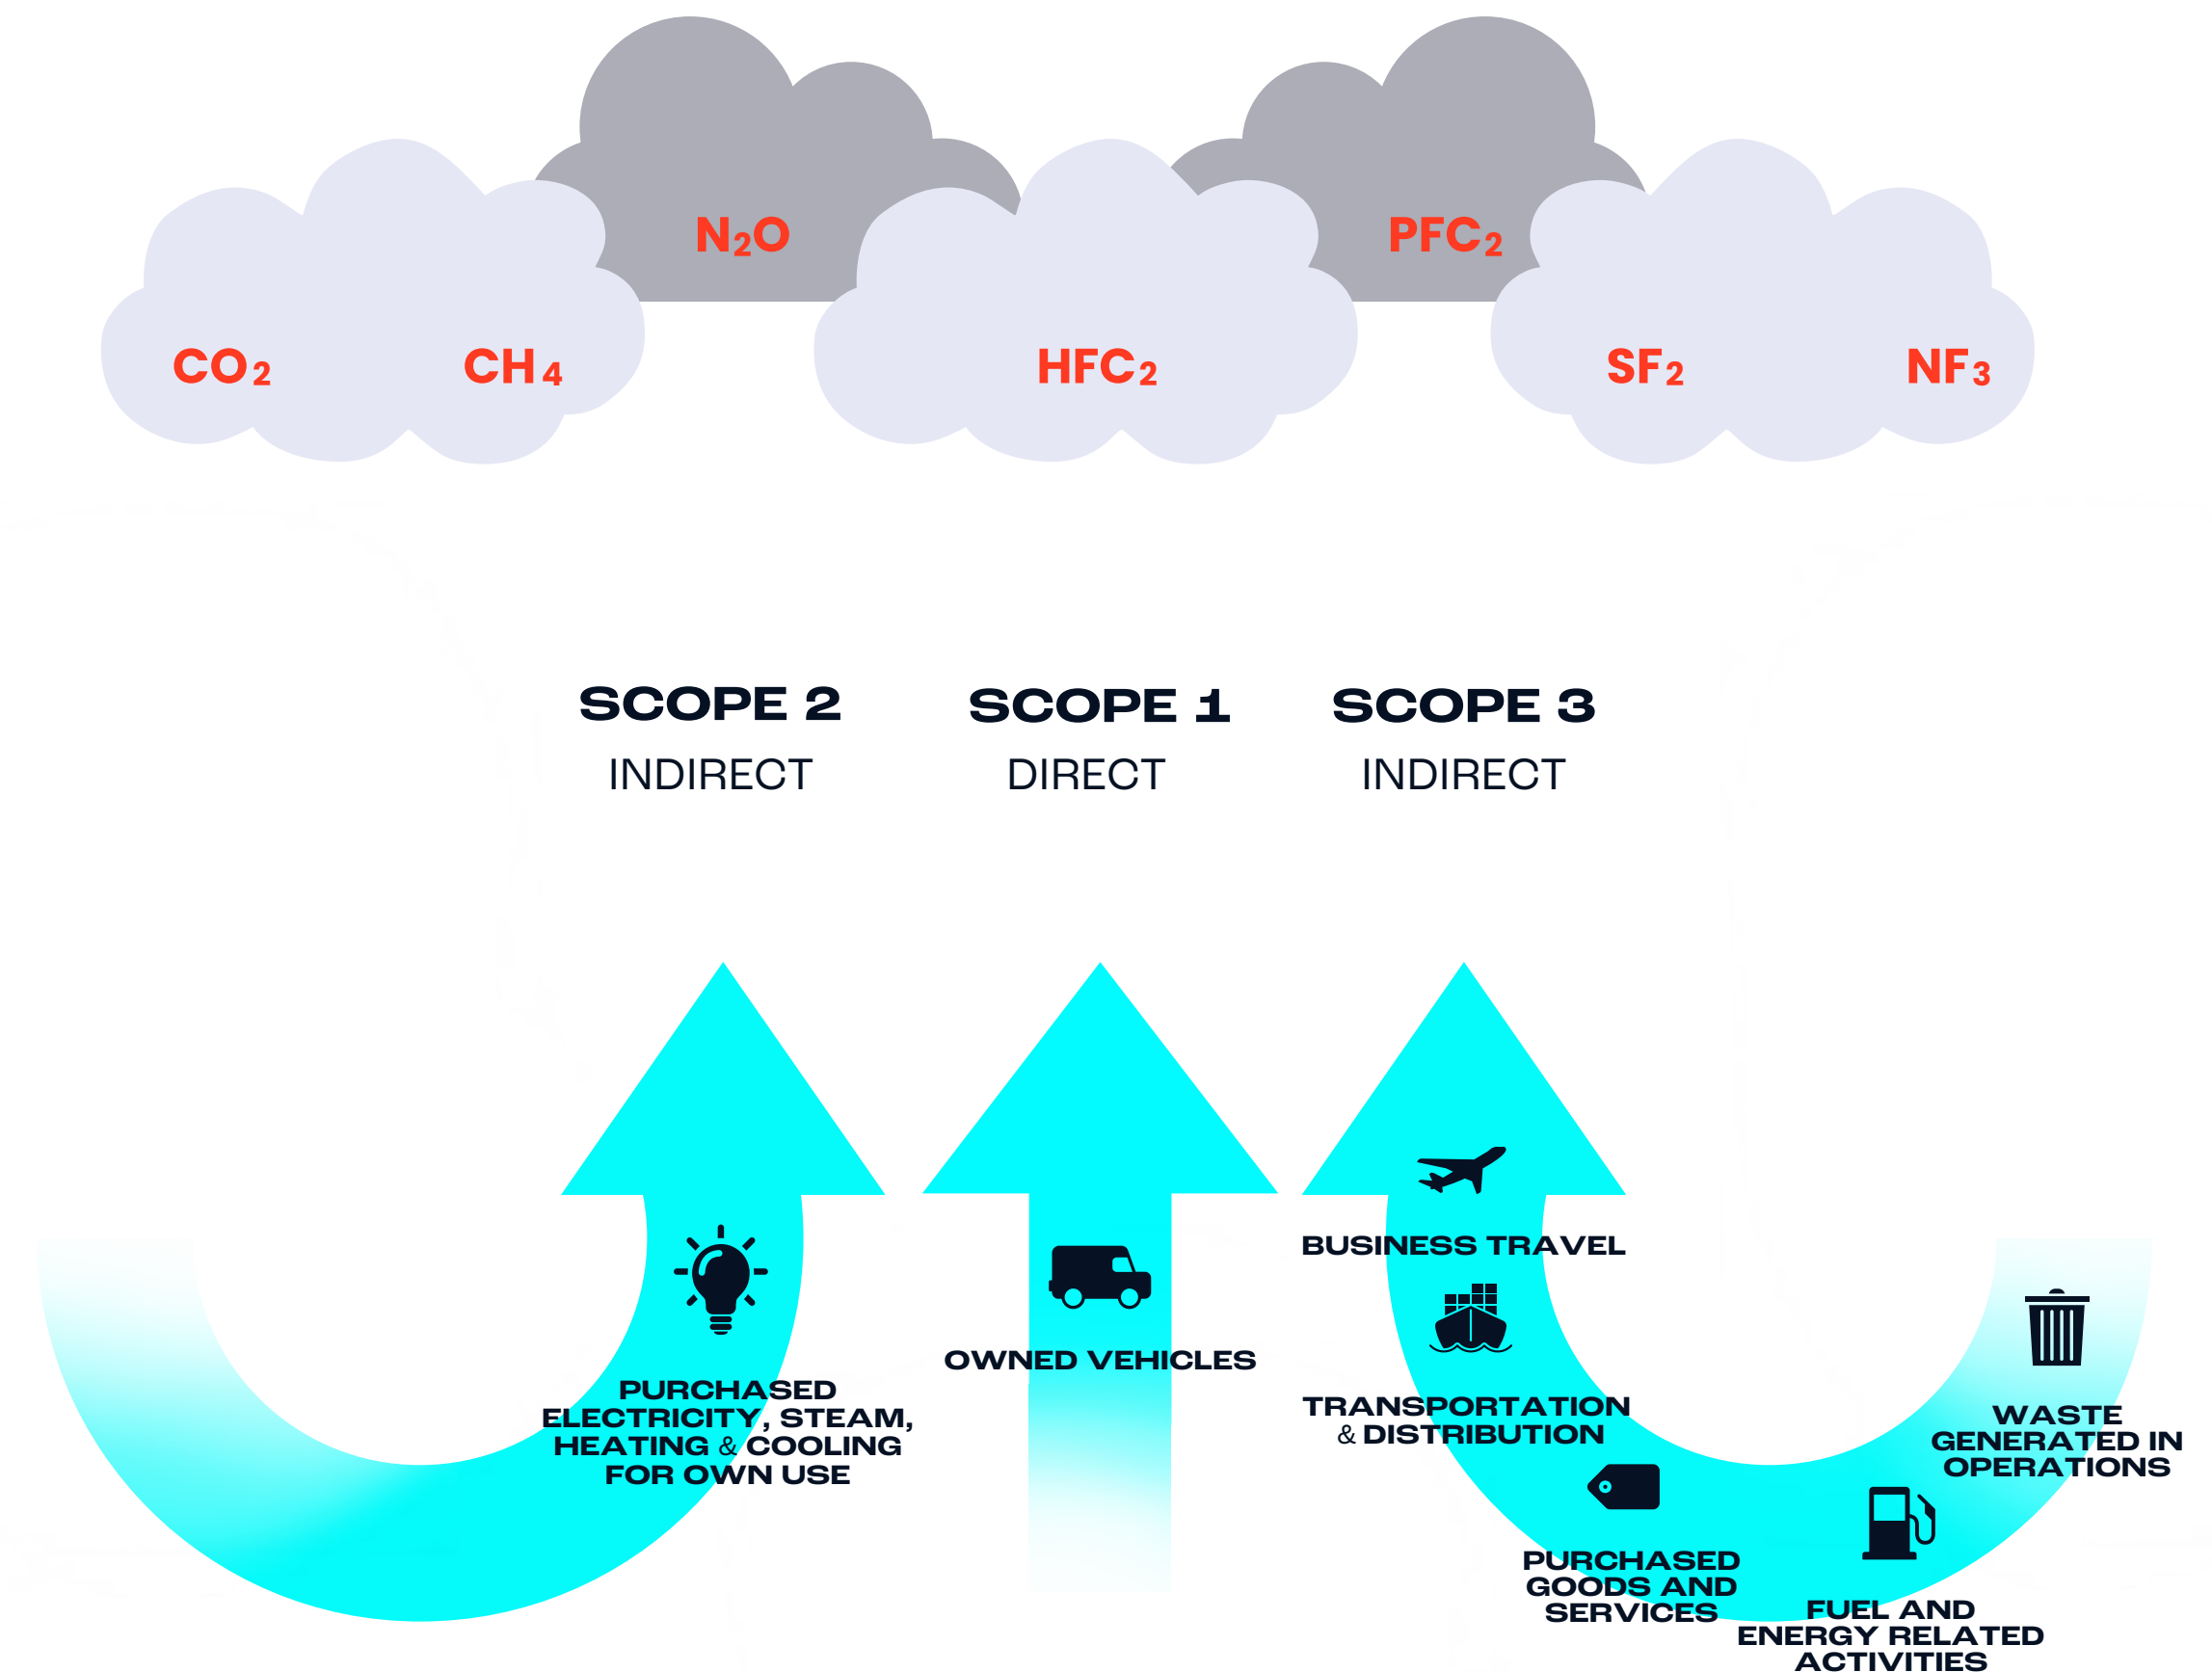 N₂O
PFC₂
CO₂
CH₄
HFC₂
SF₂
NF₃
SCOPE 2
INDIRECT
SCOPE 1
DIRECT
SCOPE 3
INDIRECT
PURCHASED
ELECTRICITY, STEAM,
HEATING & COOLING
FOR OWN USE
OWNED VEHICLES
BUSINESS TRAVEL
TRANSPORTATION
& DISTRIBUTION
PURCHASED
GOODS AND
SERVICES
FUEL AND
ENERGY RELATED
ACTIVITIES
WASTE
GENERATED IN
OPERATIONS